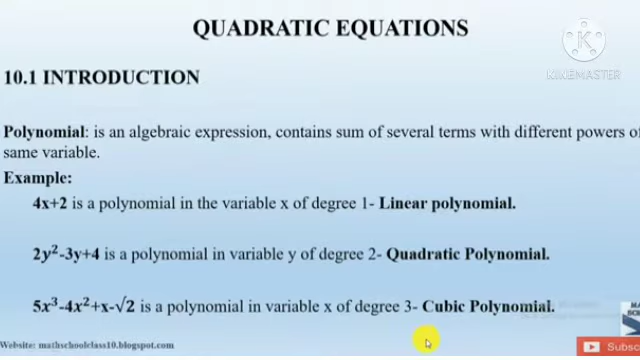 QUADRATIC EQUATIONS
KINEMASTER
10.1 INTRODUCTION
Polynomial: is an algebraic expression, contains sum of several terms with different powers of
same variable.
Example:
4x+2 is a polynomial in the variable x of degree 1- Linear polynomial.
2y²-3y+4 is a polynomial in variable y of degree 2- Quadratic Polynomial.
5x³-4x²+x-√2 is a polynomial in variable x of degree 3- Cubic Polynomial.
Website: mathschoolclass10.blogspot.com
Subsc